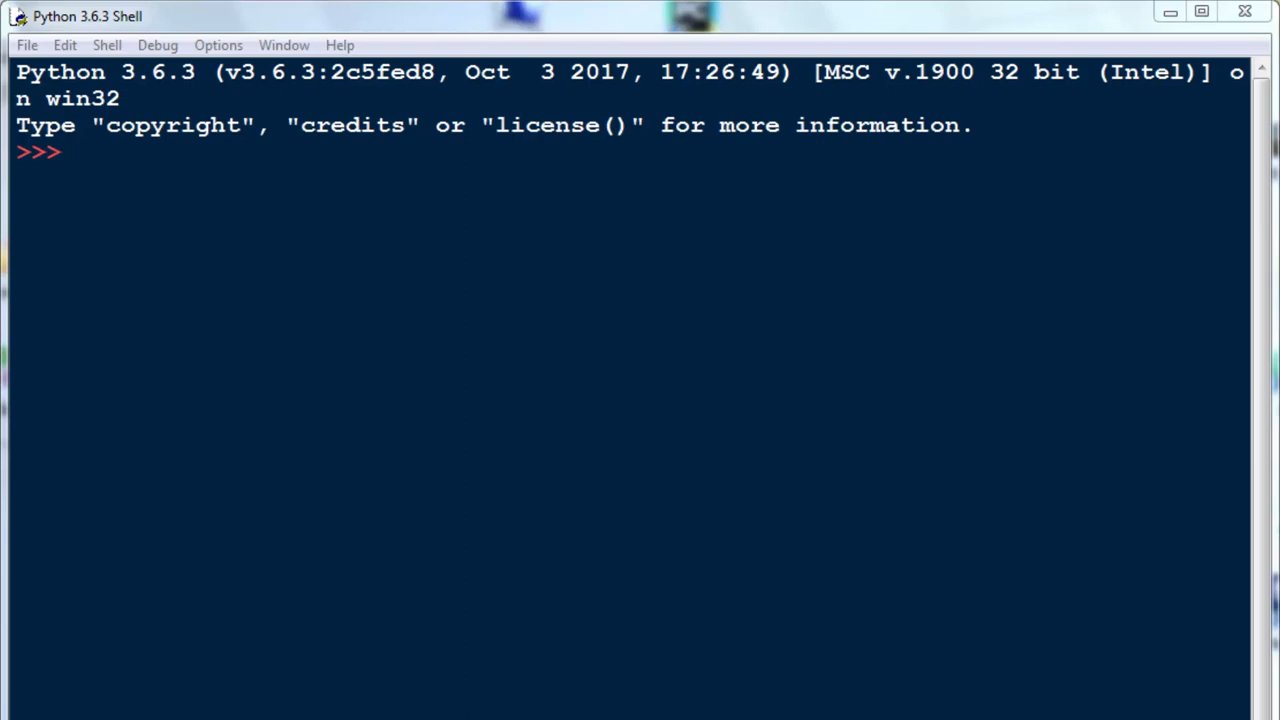 Python 3.6.3 Shell
File Edit Shell Debug Options Window Help
Python 3.6.3 (v3.6.3:2c5fed8, Oct  3 2017, 17:26:49) [MSC v.1900 32 bit (Intel)] o
n win32
Type "copyright", "credits" or "license()" for more information.
>>>